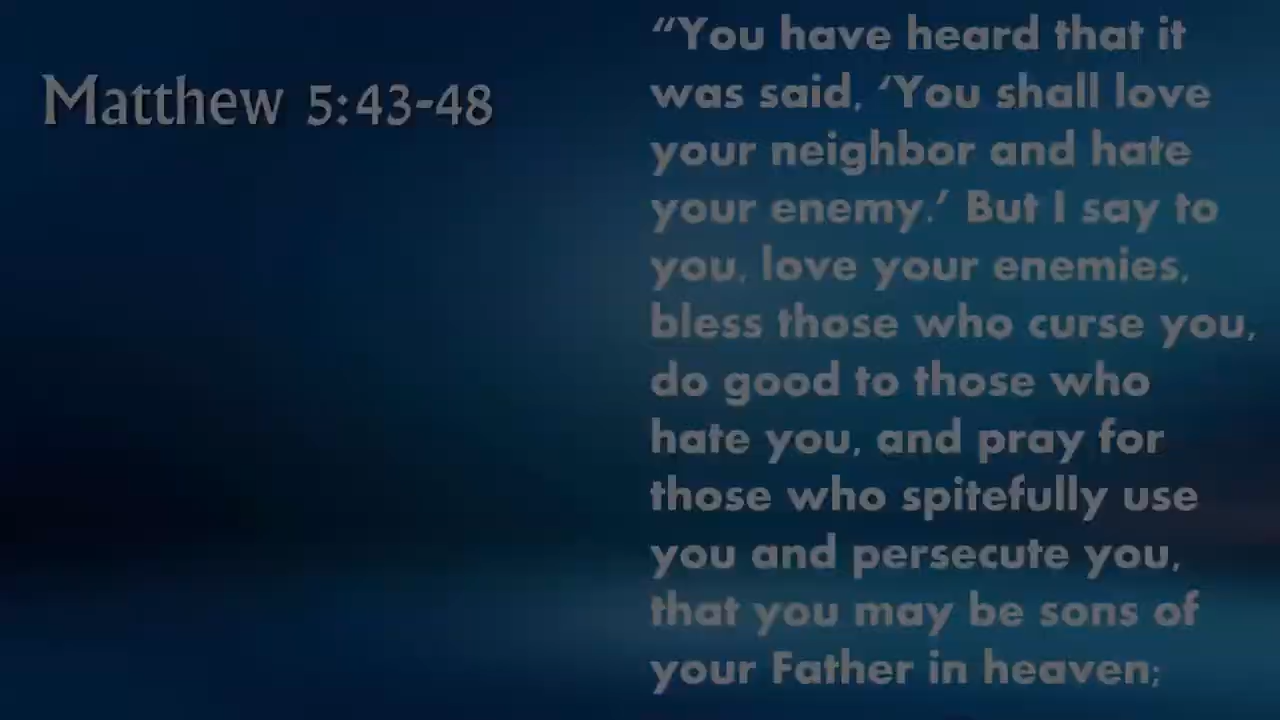 Matthew 5:43-48
“You have heard that it
was said, ‘You shall love
your neighbor and hate
your enemy.’ But I say to
you, love your enemies,
bless those who curse you,
do good to those who
hate you, and pray for
those who spitefully use
you and persecute you,
that you may be sons of
your Father in heaven;